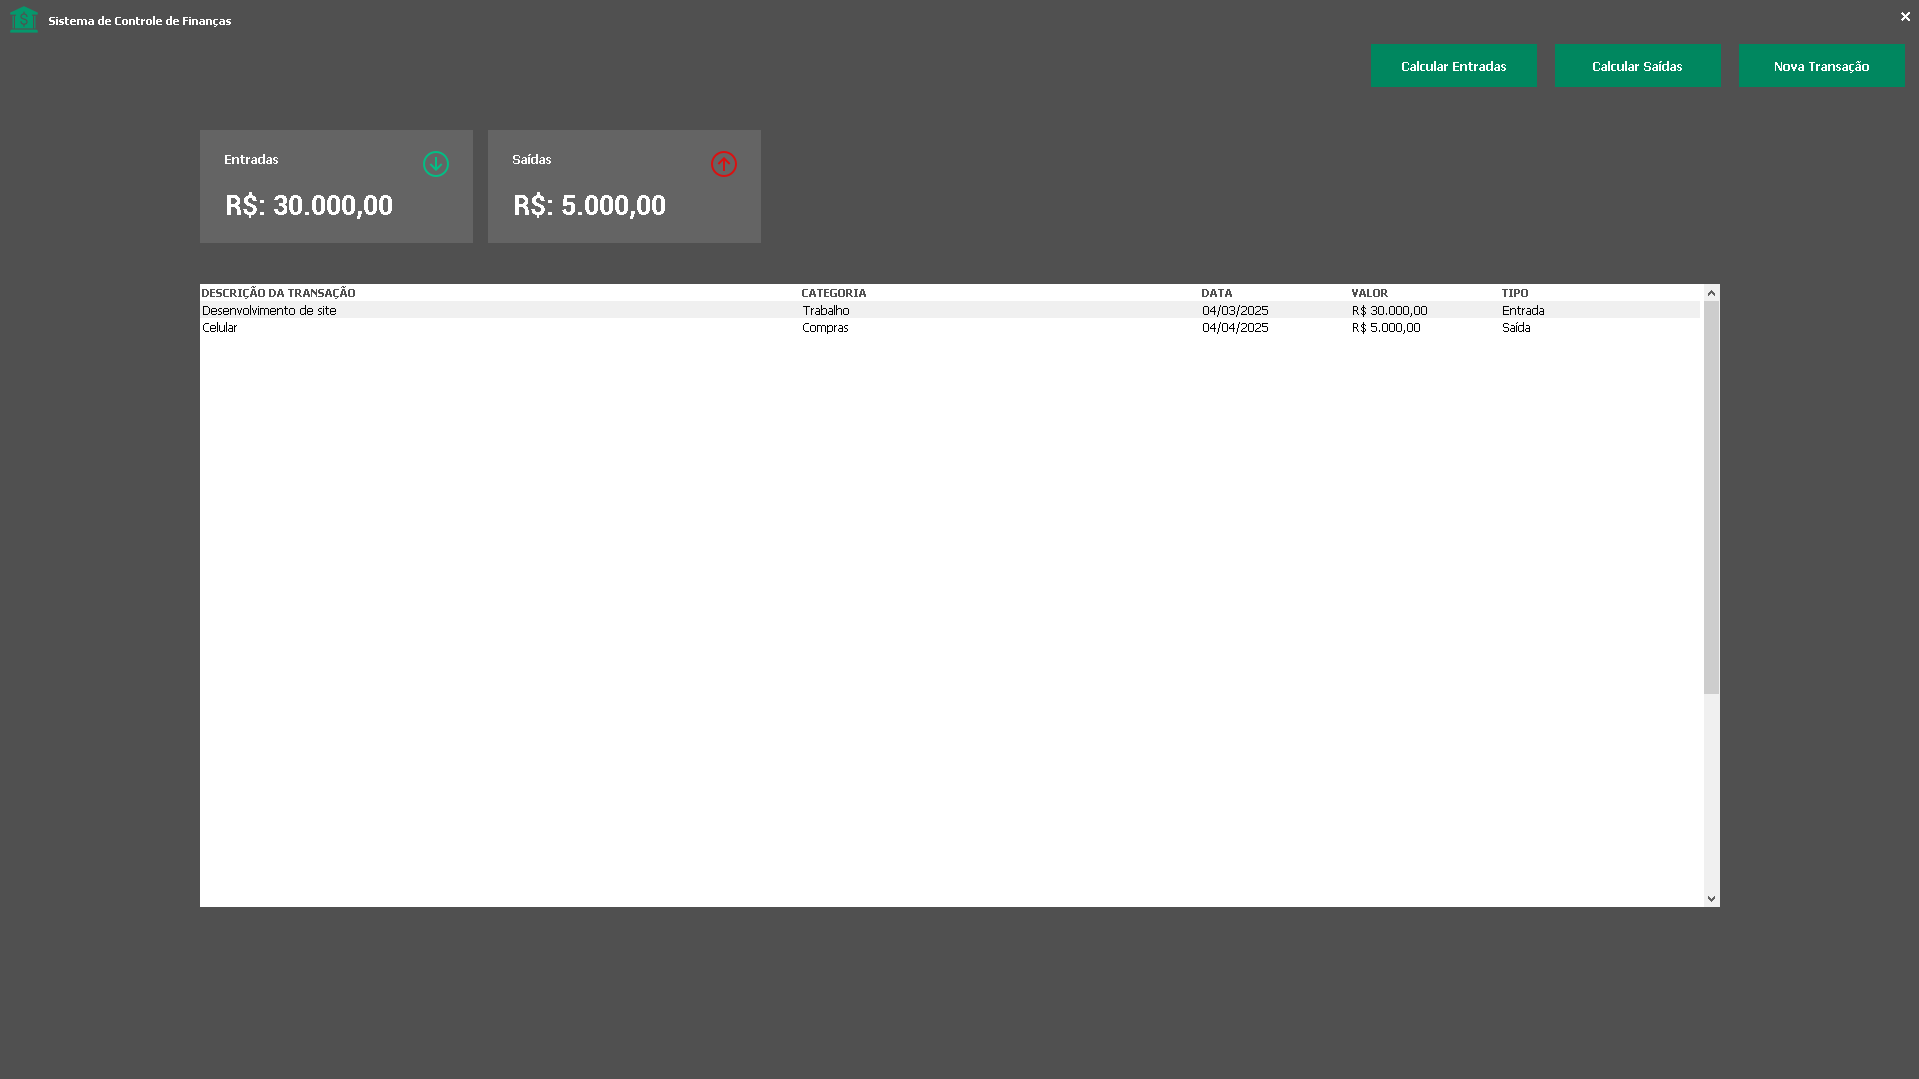 Sistema de Controle de Finanças
Calcular Entradas
Calcular Saídas
Nova Transação
Entradas
R$: 30.000,00
Saídas
R$: 5.000,00
DESCRIÇÃO DA TRANSAÇÃO CATEGORIA DATA VALOR TIPO
Desenvolvimento de site Trabalho 04/03/2025 R$ 30.000,00 Entrada
Celular Compras 04/04/2025 R$ 5.000,00 Saída